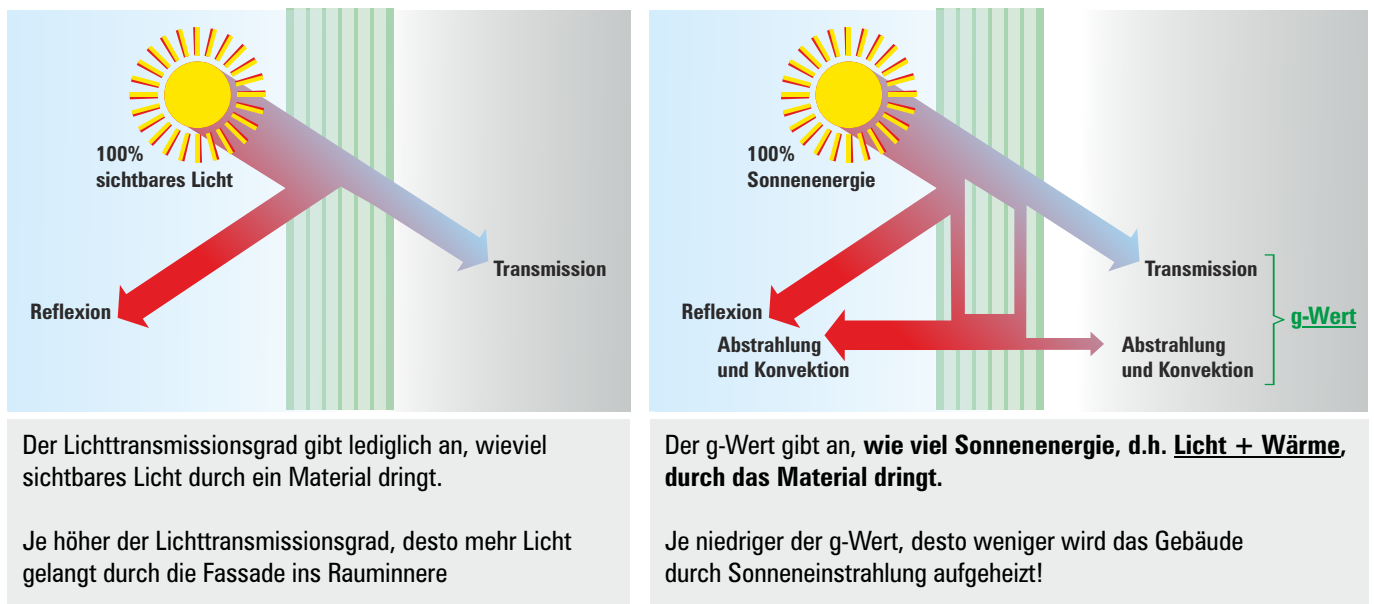 100%
sichtbares Licht
Transmission
Reflexion
Der Lichttransmissionsgrad gibt lediglich an, wieviel
sichtbares Licht durch ein Material dringt.
Je höher der Lichttransmissionsgrad, desto mehr Licht
gelangt durch die Fassade ins Rauminnere
100%
Sonnenenergie
Transmission
Reflexion
g-Wert
Abstrahlung
und Konvektion
Abstrahlung
und Konvektion
Der g-Wert gibt an, wie viel Sonnenenergie, d.h. Licht + Wärme,
durch das Material dringt.
Je niedriger der g-Wert, desto weniger wird das Gebäude
durch Sonneneinstrahlung aufgeheizt!